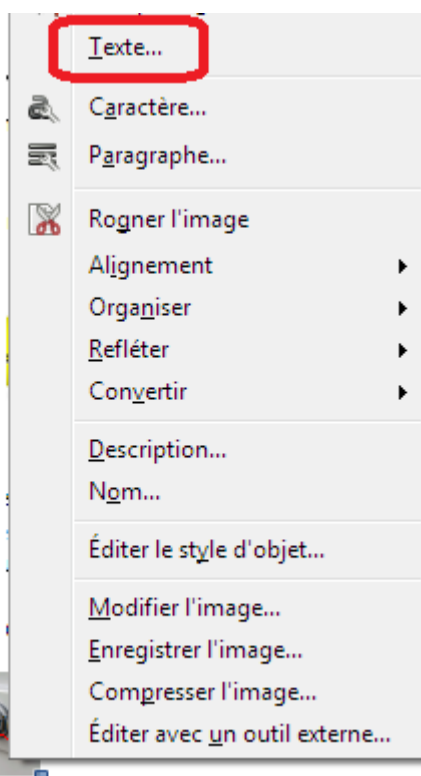 Texte...
Caractère...
Paragraphe...
Rogner l'image
Alignement
Organiser
Refléter
Convertir
Description...
Nom...
Éditer le style d'objet...
Modifier l'image...
Enregistrer l'image...
Compresser l'image...
Éditer avec un outil externe...